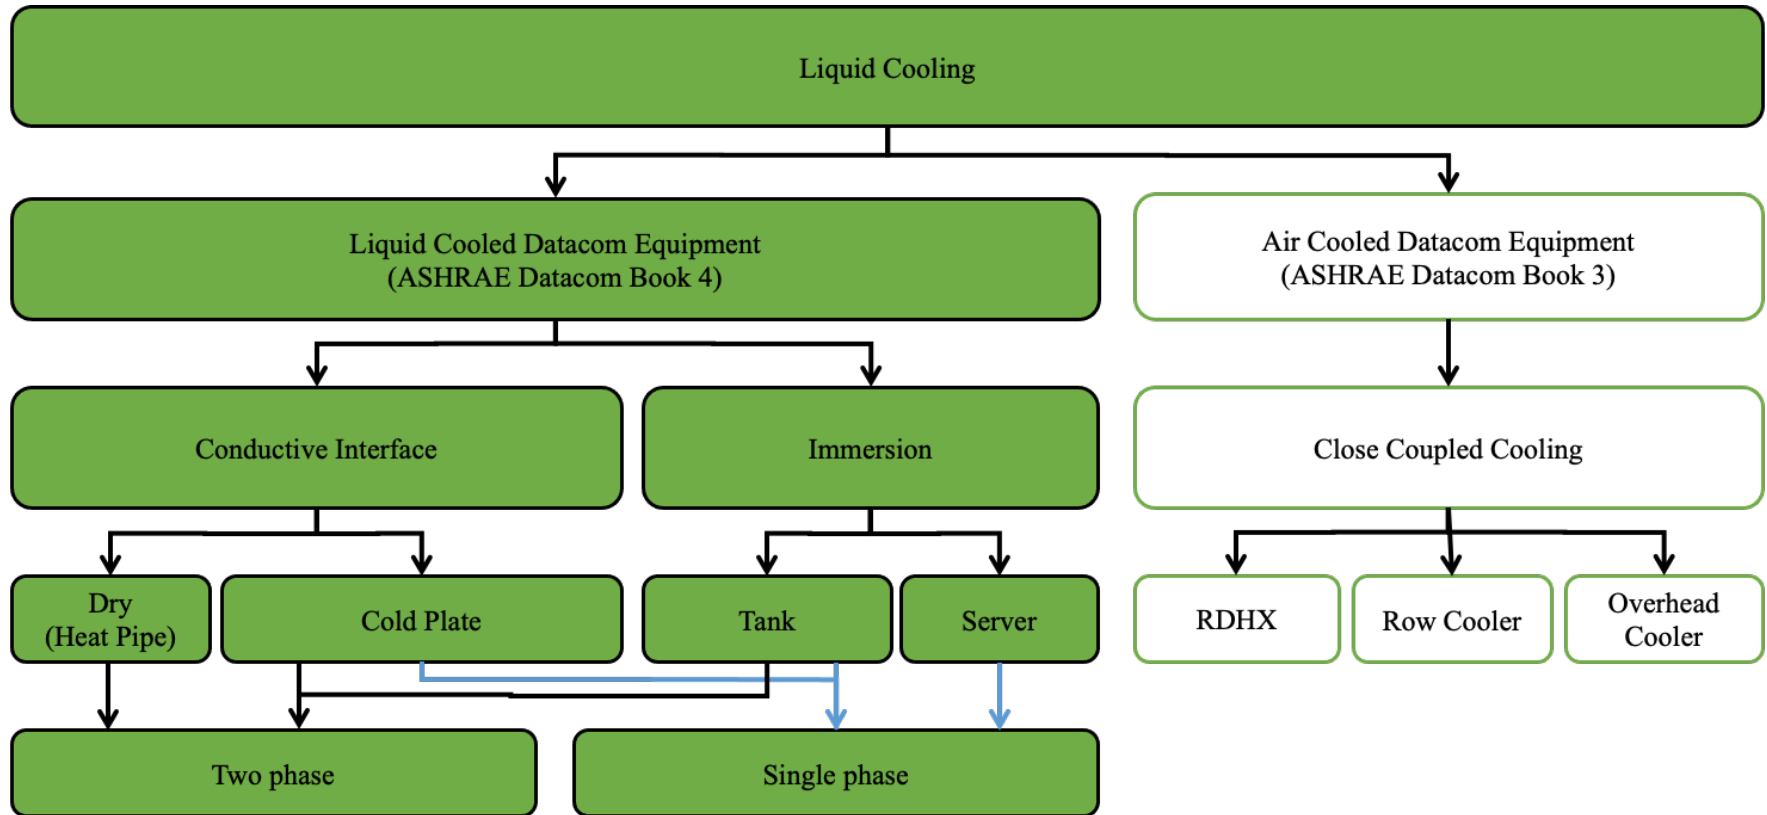 Liquid Cooling
Liquid Cooled Datacom Equipment
(ASHRAE Datacom Book 4)
Air Cooled Datacom Equipment
(ASHRAE Datacom Book 3)
Conductive Interface
Immersion
Close Coupled Cooling
Dry
(Heat Pipe)
Cold Plate
Tank
Server
RDHX
Row Cooler
Overhead
Cooler
Two phase
Single phase